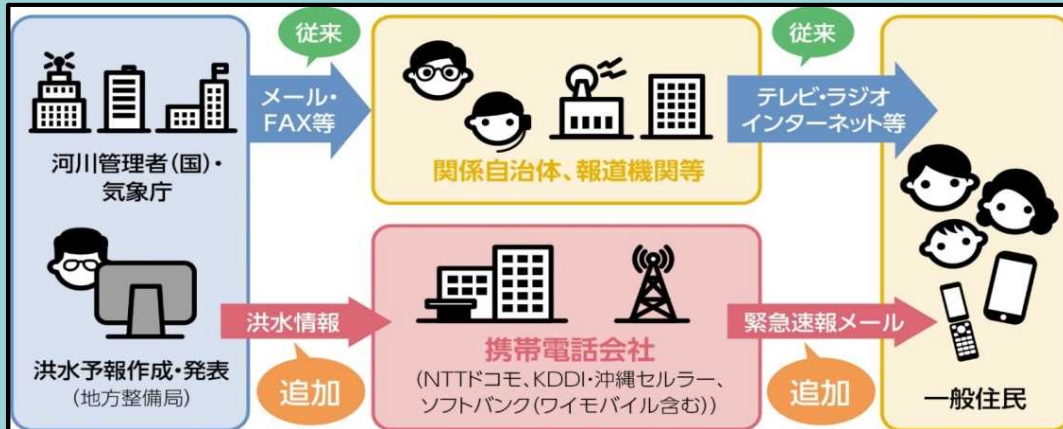 従来
従来
メール・
FAX等
テレビ・ラジオ
インターネット等
河川管理者(国)・
気象庁
関係自治体、報道機関等
洪水情報
緊急速報メール
携帯電話会社
(NTTドコモ、KDDI・沖縄セルラー、
ソフトバンク(ワイモバイル含む))
洪水予報作成・発表
(地方整備局)
追加
追加
一般住民